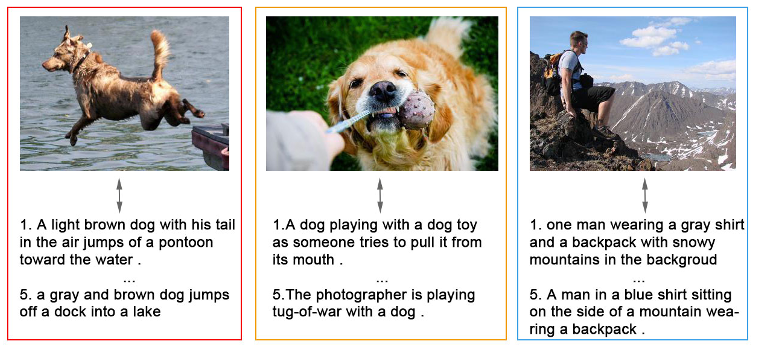 1. A light brown dog with his tail
in the air jumps of a pontoon
toward the water .
...
5. a gray and brown dog jumps
off a dock into a lake
1.A dog playing with a dog toy
as someone tries to pull it from
its mouth .
...
5.The photographer is playing
tug-of-war with a dog .
1. one man wearing a gray shirt
and a backpack with snowy
mountains in the backgroud
...
5. A man in a blue shirt sitting
on the side of a mountain wea-
ring a backpack .